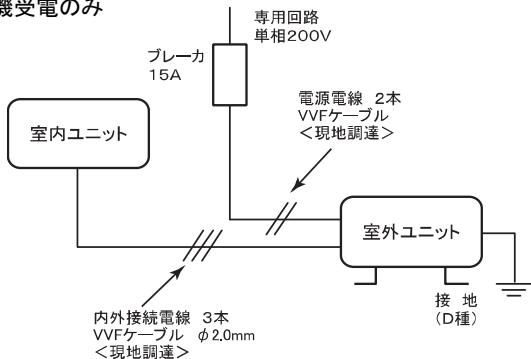 機受電のみ
専用回路
単相200V
ブレーカ
15A
電源電線 2本
VVFケーブル
＜現地調達＞
室内ユニット
室外ユニット
接 地
(D種)
内外接続電線 3本
VVFケーブル φ2.0mm
＜現地調達＞